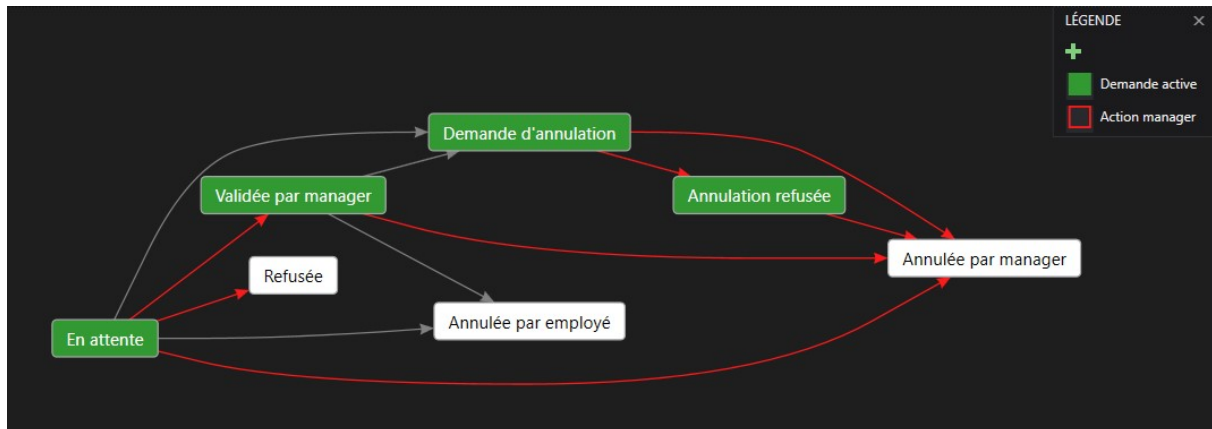 LÉGENDE
Demande active
Action manager
Demande d'annulation
Validée par manager
Annulation refusée
Annulée par manager
Refusée
Annulée par employé
En attente